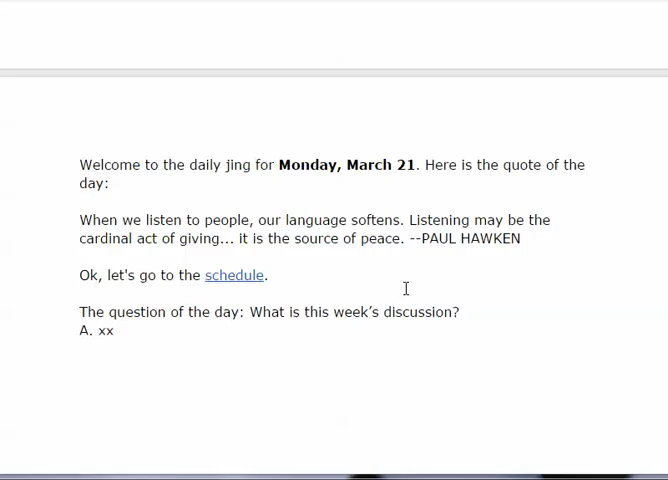 Welcome to the daily jing for Monday, March 21. Here is the quote of the
day:
When we listen to people, our language softens. Listening may be the
cardinal act of giving... it is the source of peace. --PAUL HAWKEN
Ok, let's go to the schedule.
The question of the day: What is this week’s discussion?
A. xx